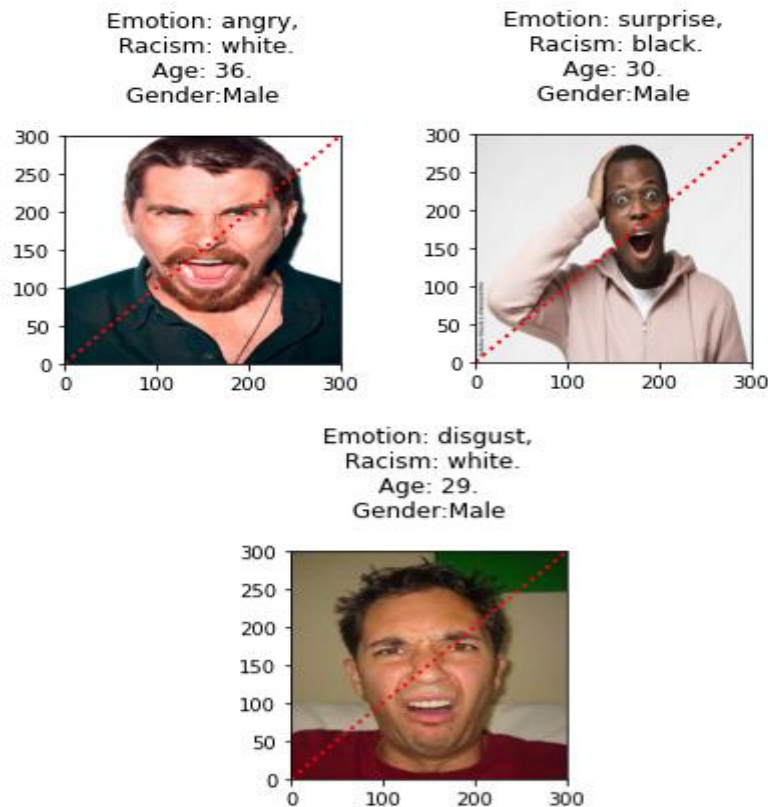 Emotion: angry,
Racism: white.
Age: 36.
Gender:Male
300
250
200
150
100
50
0
0 100 200 300
Emotion: surprise,
Racism: black.
Age: 30.
Gender:Male
300
250
200
150
100
50
0
0 100 200 300
Emotion: disgust,
Racism: white.
Age: 29.
Gender:Male
300
250
200
150
100
50
0
0 100 200 300